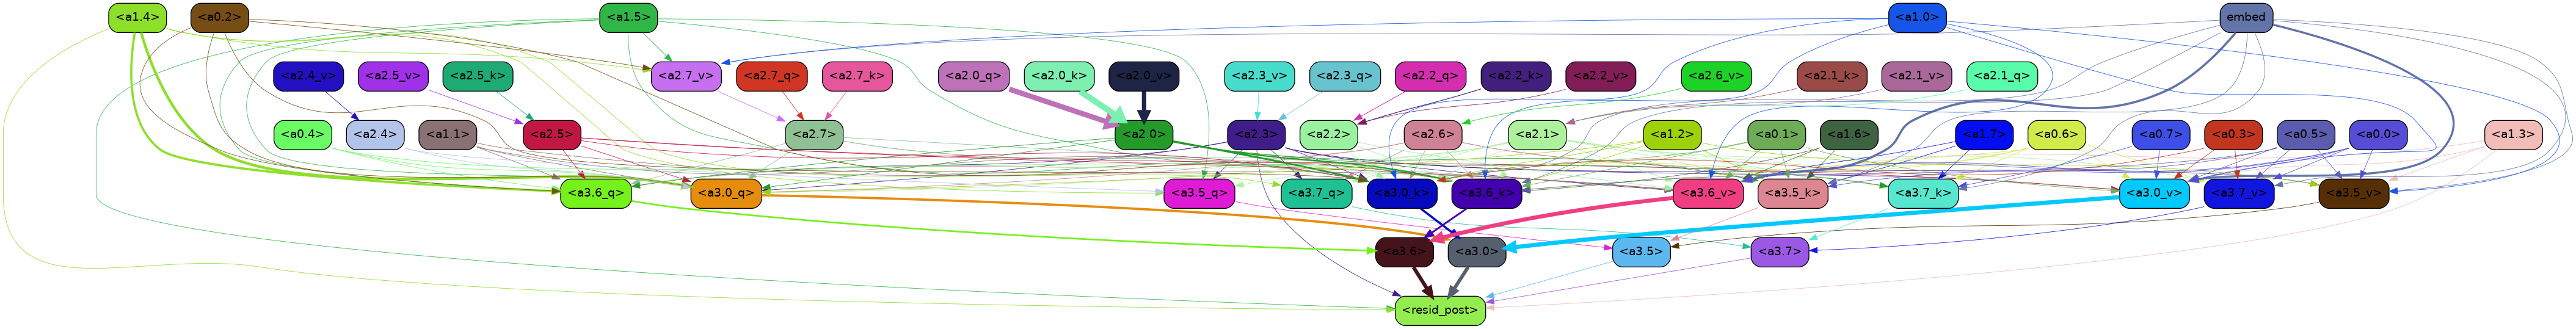 <a1.4> <a0.2> <a1.5> <a1.0> embed
<a2.4_v> <a2.5_v> <a2.5_k> <a2.7_v> <a2.7_q> <a2.7_k> <a2.0_q> <a2.0_k> <a2.0_v> <a2.3_v> <a2.3_q> <a2.2_q> <a2.2_k> <a2.2_v> <a2.6_v> <a2.1_k> <a2.1_v> <a2.1_q>
<a0.4> <a2.4> <a1.1> <a2.5> <a2.7> <a2.0> <a2.3> <a2.2> <a2.6> <a2.1> <a1.2> <a0.1> <a1.6> <a1.7> <a0.6> <a0.7> <a0.3> <a0.5> <a0.0> <a1.3>
<a3.6_q> <a3.0_q> <a3.5_q> <a3.7_q> <a3.0_k> <a3.6_k> <a3.6_v> <a3.5_k> <a3.7_k> <a3.0_v> <a3.7_v> <a3.5_v>
<a3.6> <a3.0> <a3.5> <a3.7>
<resid_post>